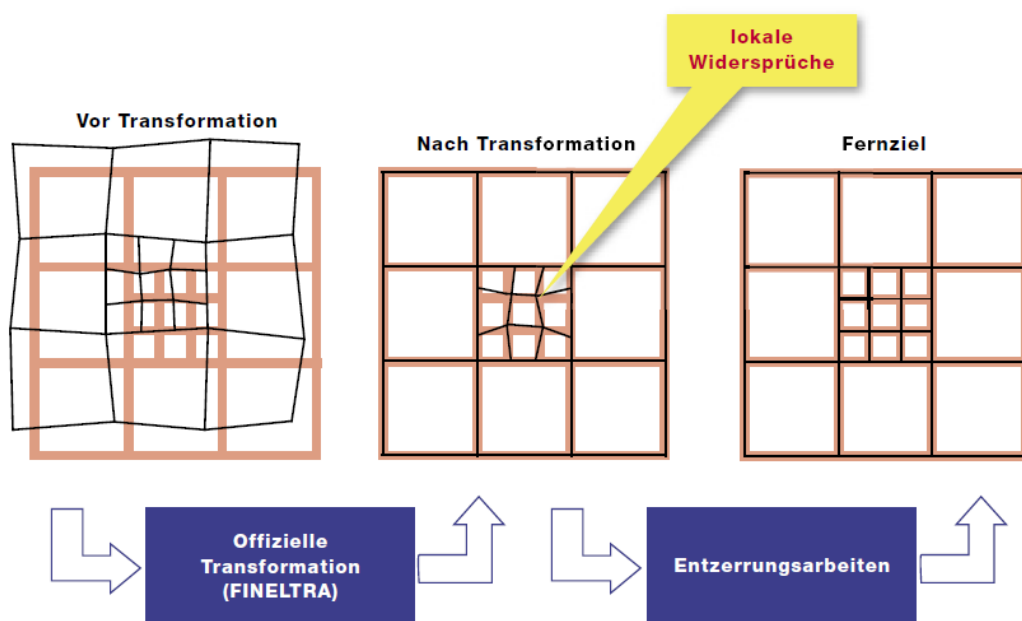 lokale
Widersprüche
Vor Transformation
Nach Transformation
Fernziel
Offizielle
Transformation
(FINELTRA)
Entzerrungsarbeiten